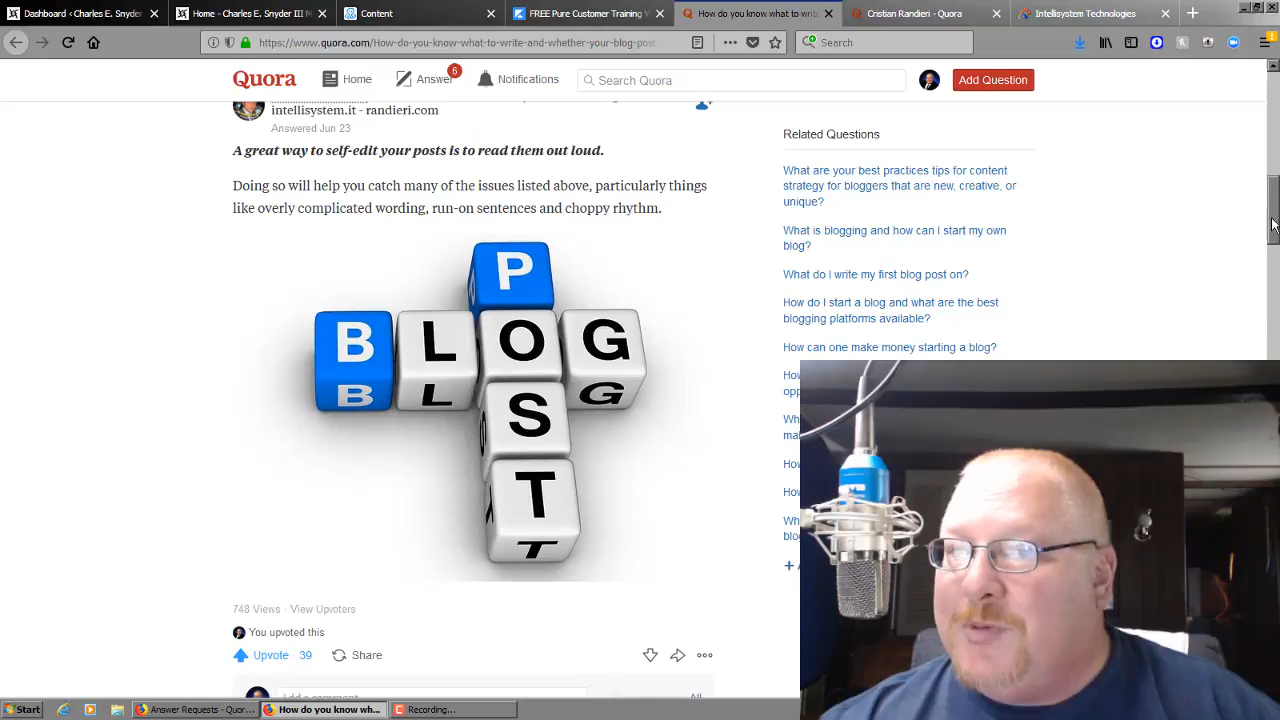 Dashboard ‹ Charles E. Snyder
Home - Charles E. Snyder III M
Content
FREE Pure Customer Training
How do you know what to write
Cristian Randieri - Quora
Intellisystem Technologies
https://www.quora.com/How-do-you-know-what-to-write-and-whether-your-blog-post
Search
Quora
Home
Answer
6
Notifications
Search Quora
Add Question
intellisystem.it - randieri.com
Answered Jun 23
A great way to self-edit your posts is to read them out loud.
Doing so will help you catch many of the issues listed above, particularly things
like overly complicated wording, run-on sentences and choppy rhythm.
P
BLOG
B L G
S
T
T
748 Views · View Upvoters
You upvoted this
Upvote 39
Share
Add a comment
All
Related Questions
What are your best practices tips for content
strategy for bloggers that are new, creative, or
unique?
What is blogging and how can I start my own
blog?
What do I write my first blog post on?
How do I start a blog and what are the best
blogging platforms available?
How can one make money starting a blog?
Start
Answer Requests - Quor...
How do you know wh...
Recording...